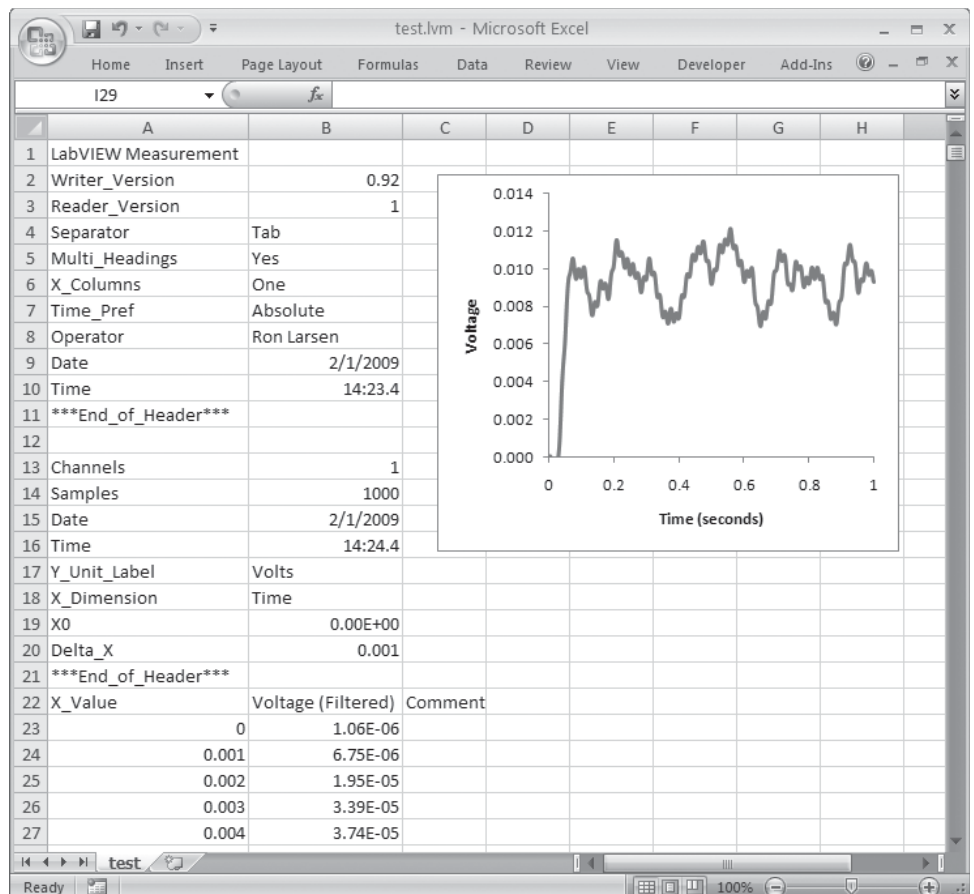 test.lvm - Microsoft Excel
Home Insert Page Layout Formulas Data Review View Developer Add-Ins
I29 fx
A B C D E F G H
1 LabVIEW Measurement
2 Writer_Version 0.92
3 Reader_Version 1
4 Separator Tab
5 Multi_Headings Yes
6 X_Columns One
7 Time_Pref Absolute
8 Operator Ron Larsen
9 Date 2/1/2009
10 Time 14:23.4
11 ***End_of_Header***
12
13 Channels 1
14 Samples 1000
15 Date 2/1/2009
16 Time 14:24.4
17 Y_Unit_Label Volts
18 X_Dimension Time
19 X0 0.00E+00
20 Delta_X 0.001
21 ***End_of_Header***
22 X_Value Voltage (Filtered) Comment
23 0 1.06E-06
24 0.001 6.75E-06
25 0.002 1.95E-05
26 0.003 3.39E-05
27 0.004 3.74E-05
0.014
0.012
0.010
0.008
0.006
0.004
0.002
0.000
Voltage
0 0.2 0.4 0.6 0.8 1
Time (seconds)
test
Ready 100%